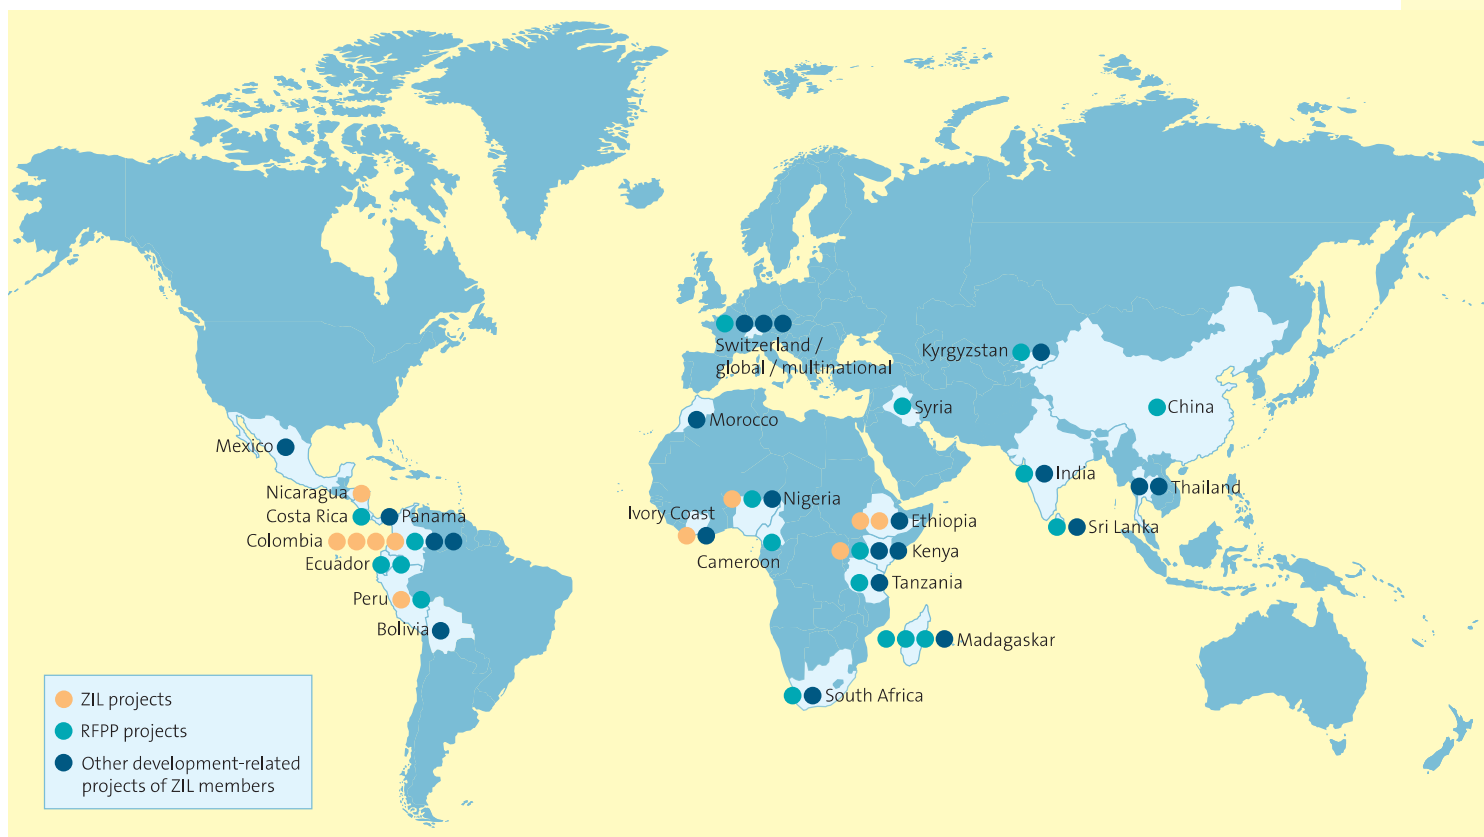 Switzerland /
global / multinational
Kyrgyzstan
Syria
China
Morocco
Mexico
India
Thailand
Nicaragua
Nigeria
Costa Rica
Panama
Ivory Coast
Ethiopia
Sri Lanka
Colombia
Kenya
Cameroon
Ecuador
Tanzania
Peru
Bolivia
Madagaskar
South Africa
ZIL projects
RFPP projects
Other development-related
projects of ZIL members